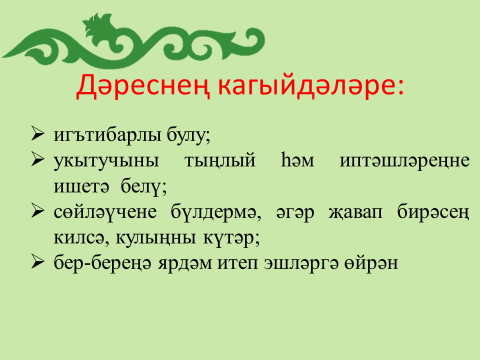 Дәреснең кагыйдәләре:
➢ игътибарлы булу;
➢ укытучыны тыңлый һәм иптәшләреңне
ишетә белү;
➢ сөйләүчене бүлдермә, әгәр җавап бирәсең
килсә, кулыңны күтәр;
➢ бер-береңә ярдәм итеп эшләргә өйрән